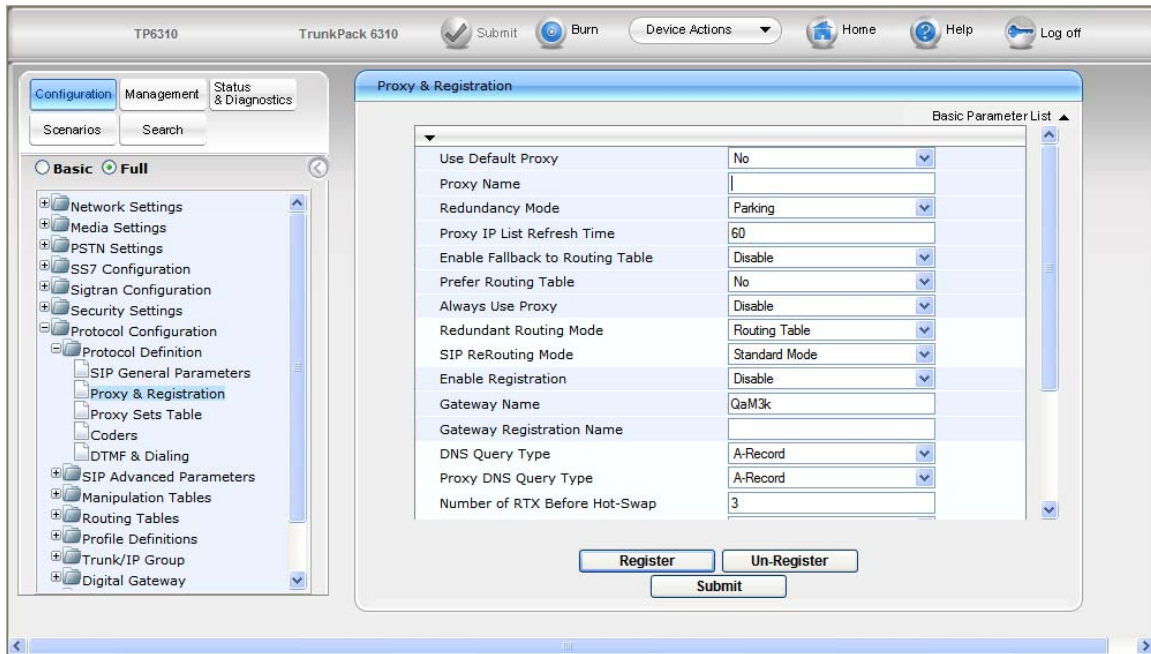 TP6310 TrunkPack 6310 Submit Burn Device Actions Home Help Log off
Configuration Management Status & Diagnostics
Scenarios Search
Basic Full
Network Settings
Media Settings
PSTN Settings
SS7 Configuration
Sigtran Configuration
Security Settings
Protocol Configuration
Protocol Definition
SIP General Parameters
Proxy & Registration
Proxy Sets Table
Coders
DTMF & Dialing
SIP Advanced Parameters
Manipulation Tables
Routing Tables
Profile Definitions
Trunk/IP Group
Digital Gateway
Proxy & Registration
Basic Parameter List
Use Default Proxy No
Proxy Name
Redundancy Mode Parking
Proxy IP List Refresh Time 60
Enable Fallback to Routing Table Disable
Prefer Routing Table No
Always Use Proxy Disable
Redundant Routing Mode Routing Table
SIP ReRouting Mode Standard Mode
Enable Registration Disable
Gateway Name QaM3k
Gateway Registration Name
DNS Query Type A-Record
Proxy DNS Query Type A-Record
Number of RTX Before Hot-Swap 3
Register Un-Register
Submit